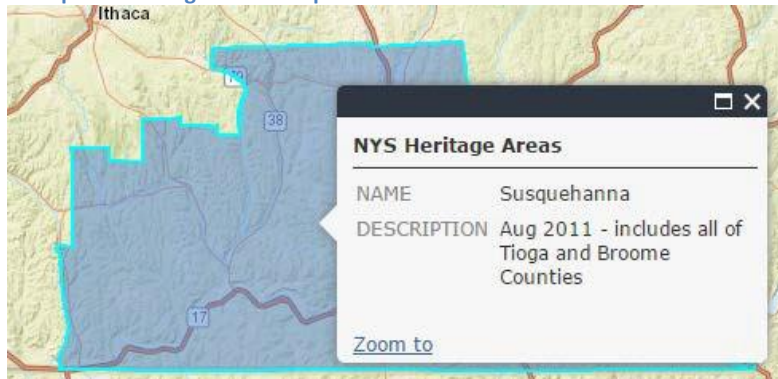 Ithaca
79
38
17
NYS Heritage Areas
NAME Susquehanna
DESCRIPTION Aug 2011 - includes all of
Tioga and Broome
Counties
Zoom to